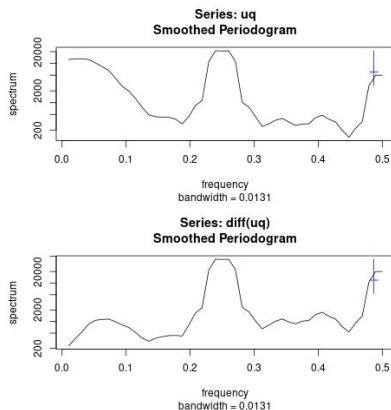 Series: uq
Smoothed Periodogram
spectrum
20000
2000
200
0.0 0.1 0.2 0.3 0.4 0.5
frequency
bandwidth = 0.0131
Series: diff(uq)
Smoothed Periodogram
spectrum
20000
2000
200
0.0 0.1 0.2 0.3 0.4 0.5
frequency
bandwidth = 0.0131